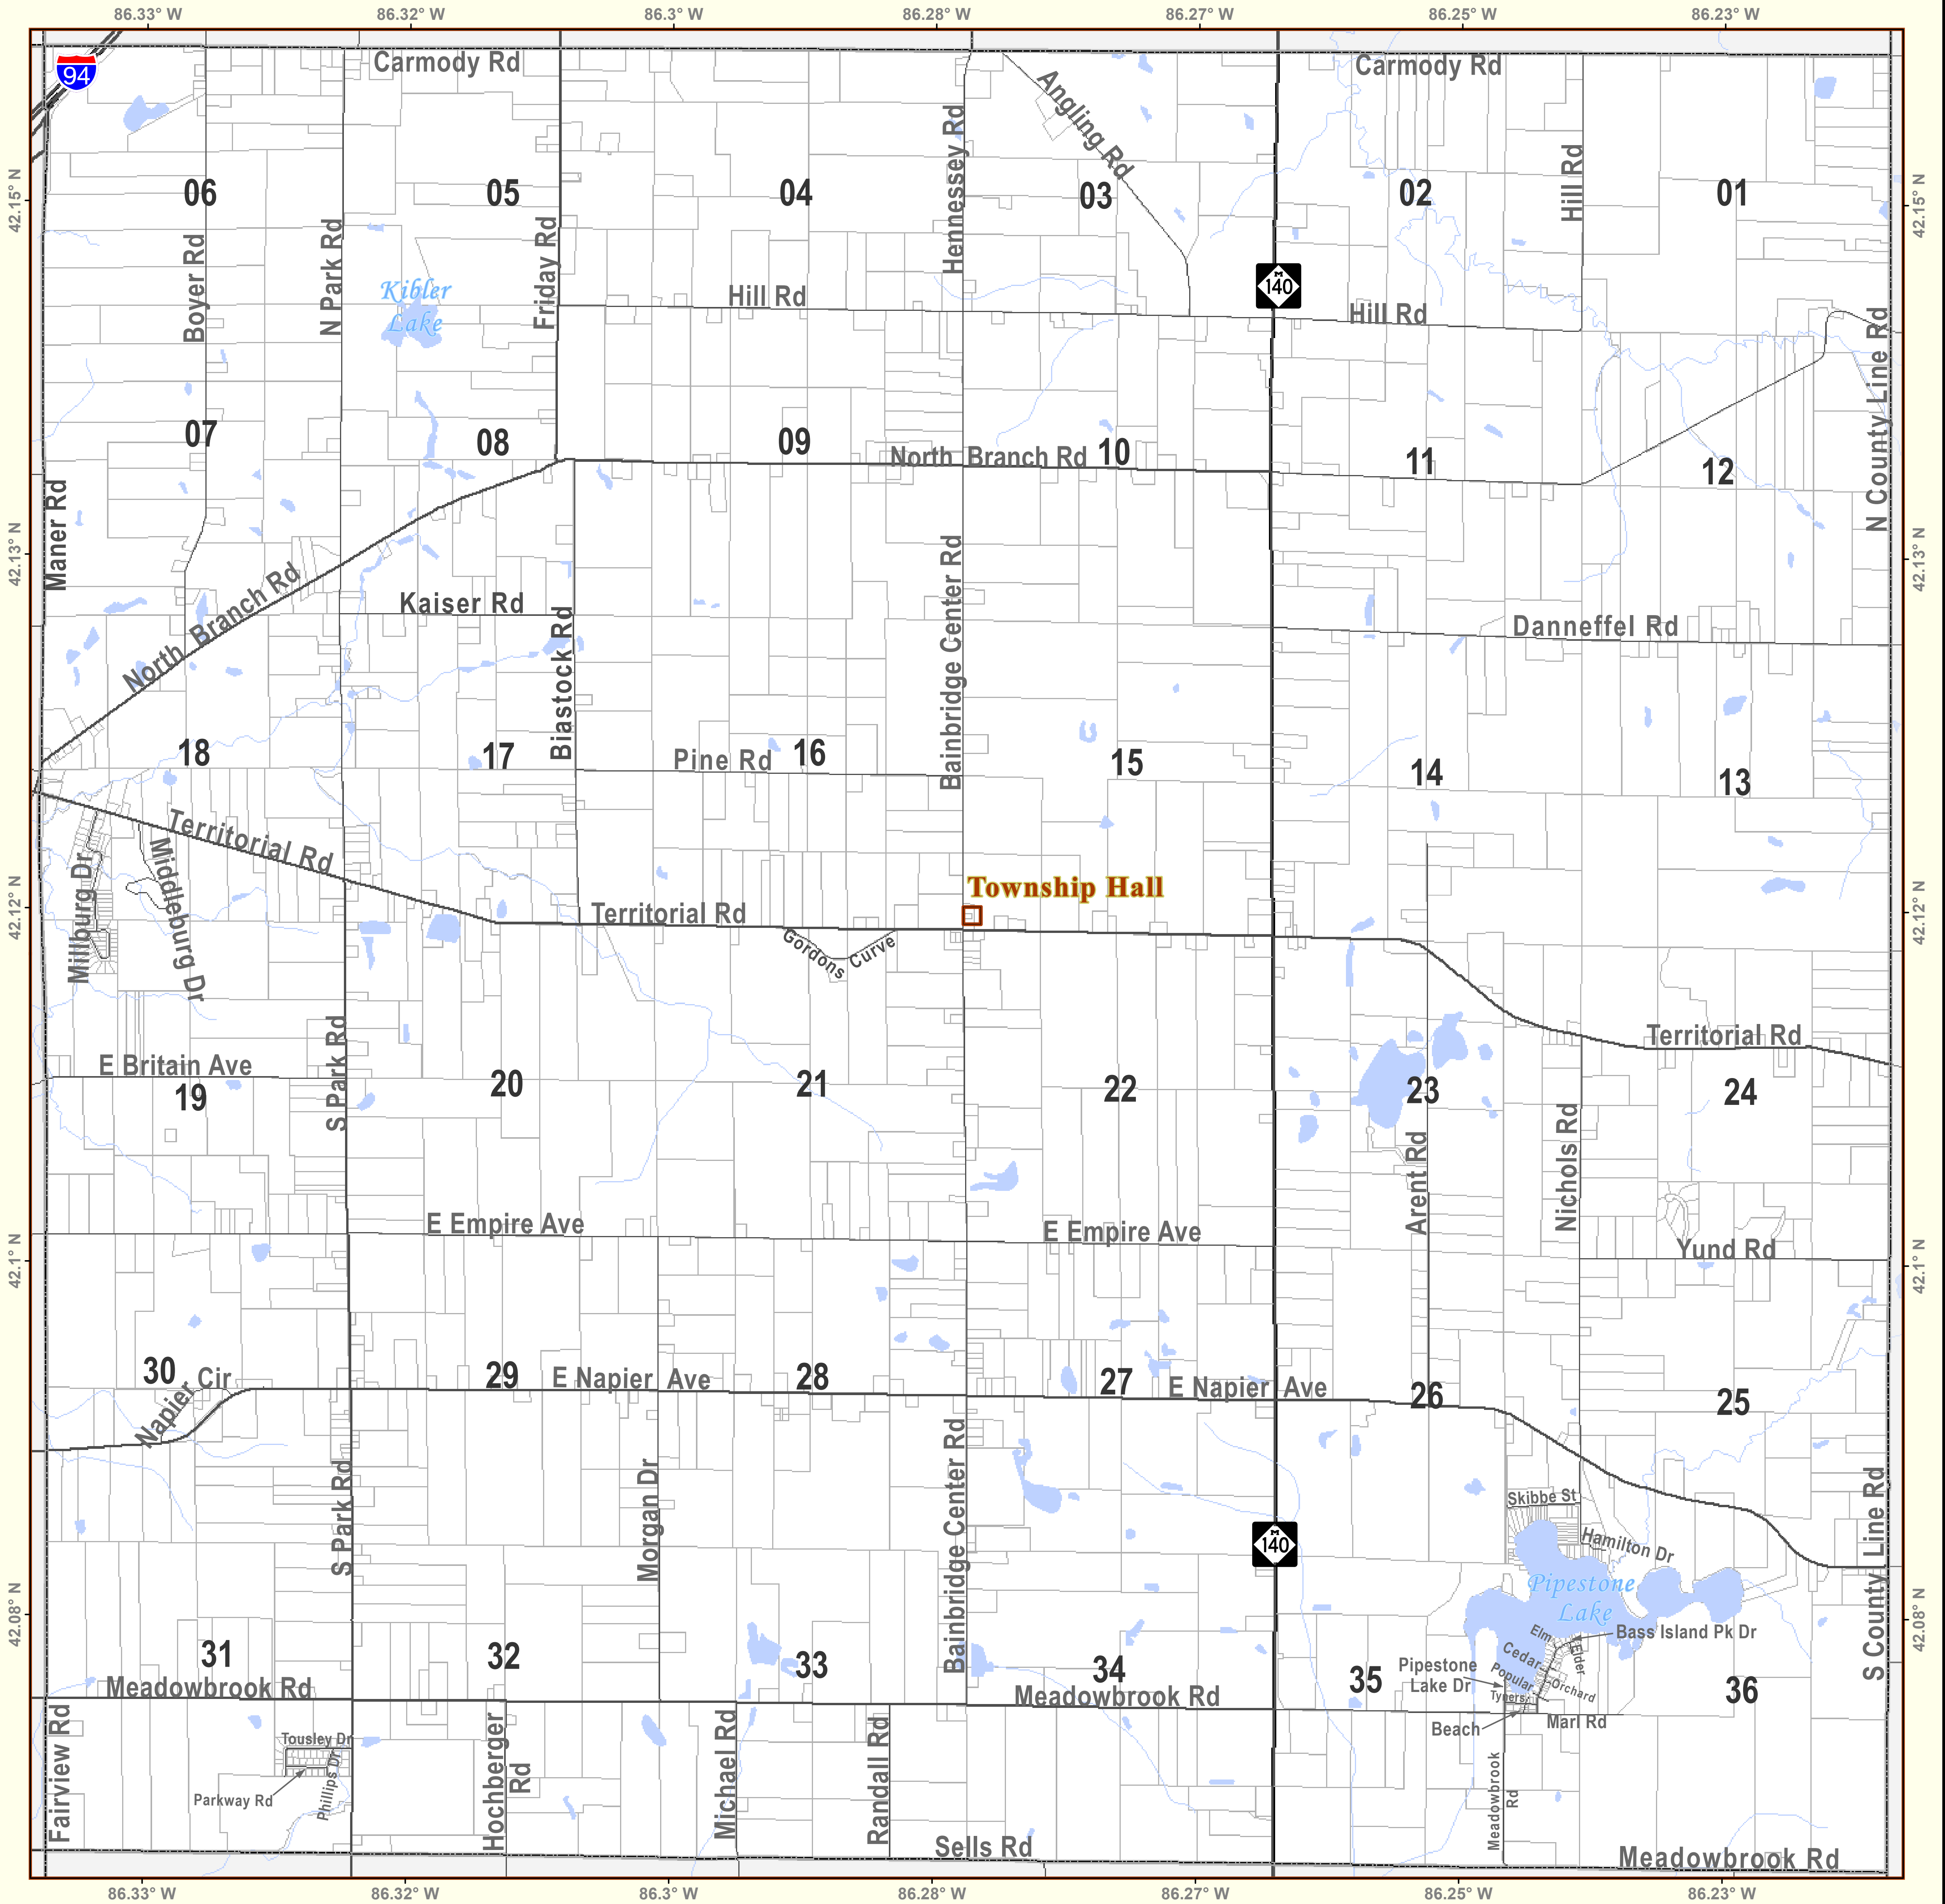 86.33° W
86.32° W
86.3° W
86.28° W
86.27° W
86.25° W
86.23° W
94
Carmody Rd
Carmody Rd
Angling Rd
Hennessey Rd
Hill Rd
42.15° N
42.15° N
06
05
04
03
02
01
Boyer Rd
N Park Rd
Friday Rd
Kibler
Lake
Hill Rd
M
140
Hill Rd
N County Line Rd
07
08
09
North Branch Rd
10
11
12
Maner Rd
42.13° N
42.13° N
North Branch Rd
Kaiser Rd
Biastock Rd
Bainbridge Center Rd
Danneffel Rd
18
17
Pine Rd
16
15
14
13
Territorial Rd
Milburg Dr
Middleburg Dr
Township Hall
42.12° N
42.12° N
Territorial Rd
Gordons Curve
S Park Rd
Territorial Rd
E Britain Ave
19
20
21
22
23
24
Arent Rd
Nichols Rd
E Empire Ave
E Empire Ave
Yund Rd
42.1° N
42.1° N
30
Napier Cir
29
E Napier Ave
28
27
E Napier Ave
26
25
S Park Rd
Morgan Dr
Bainbridge Center Rd
S County Line Rd
Skibbe St
Hamilton Dr
M
140
Pipestone
Lake
42.08° N
42.08° N
Elm
Elder
Bass Island Pk Dr
Cedar
Popular
Orchard
Tyners
Pipestone
Lake Dr
31
32
33
34
35
36
Meadowbrook Rd
Meadowbrook Rd
Beach
Marl Rd
Fairview Rd
Tousley Dr
Parkway Rd
Phillips Dr
Hochberger
Rd
Michael Rd
Randall Rd
Meadowbrook
Rd
Sells Rd
Meadowbrook Rd
86.33° W
86.32° W
86.3° W
86.28° W
86.27° W
86.25° W
86.23° W